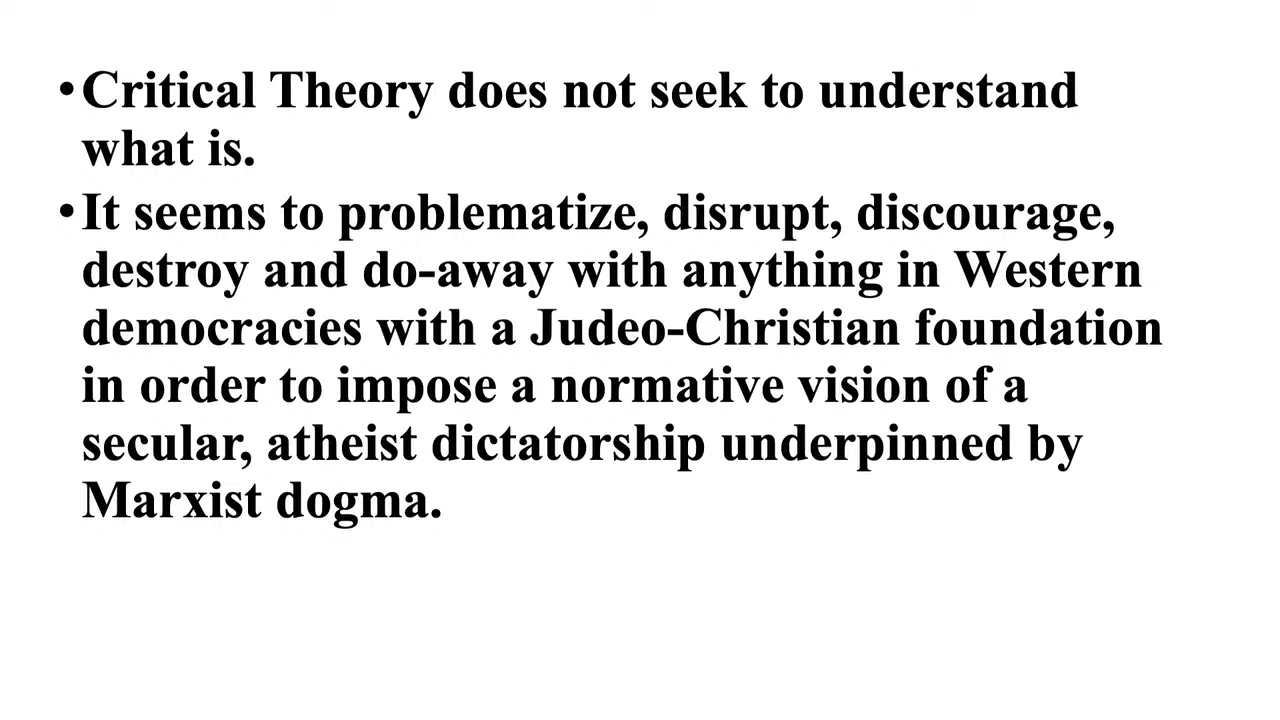 •Critical Theory does not seek to understand
what is.
•It seems to problematize, disrupt, discourage,
destroy and do-away with anything in Western
democracies with a Judeo-Christian foundation
in order to impose a normative vision of a
secular, atheist dictatorship underpinned by
Marxist dogma.